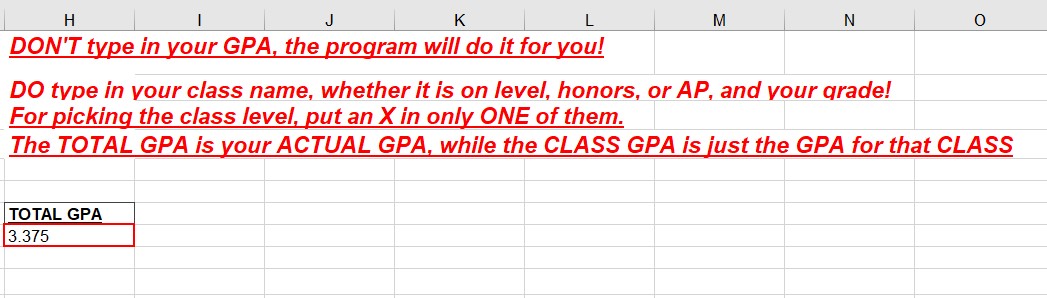 H I J K L M N O
DON'T type in your GPA, the program will do it for you!
DO type in your class name, whether it is on level, honors, or AP, and your grade!
For picking the class level, put an X in only ONE of them.
The TOTAL GPA is your ACTUAL GPA, while the CLASS GPA is just the GPA for that CLASS
TOTAL GPA
3.375